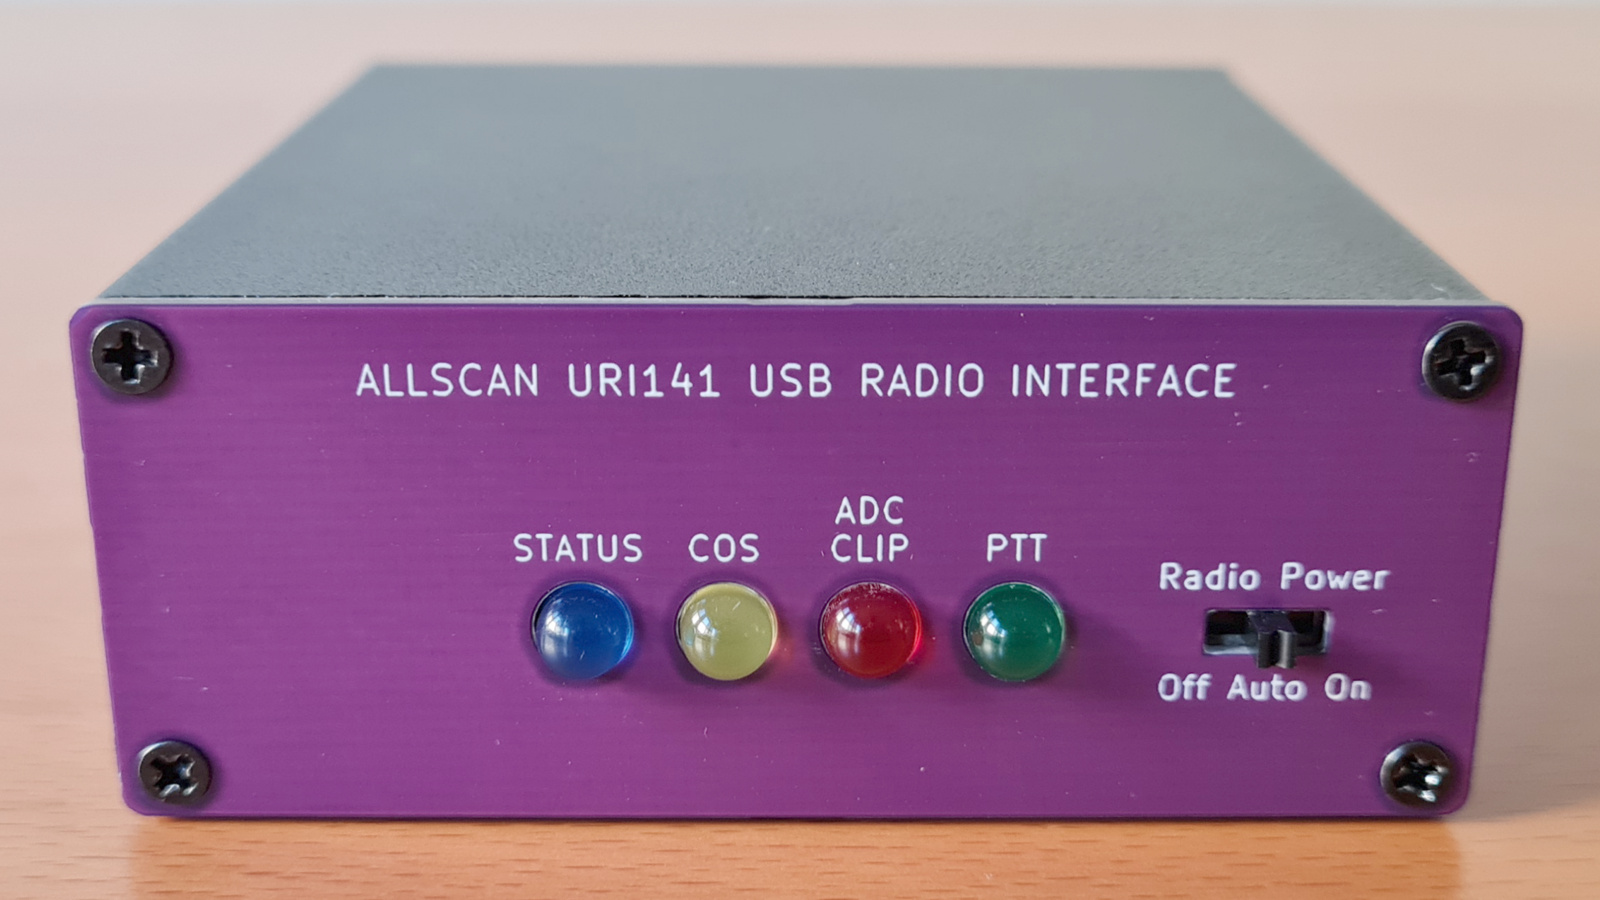 ALLSCAN URI141 USB RADIO INTERFACE
STATUS COS ADC CLIP PTT
Radio Power
Off Auto On